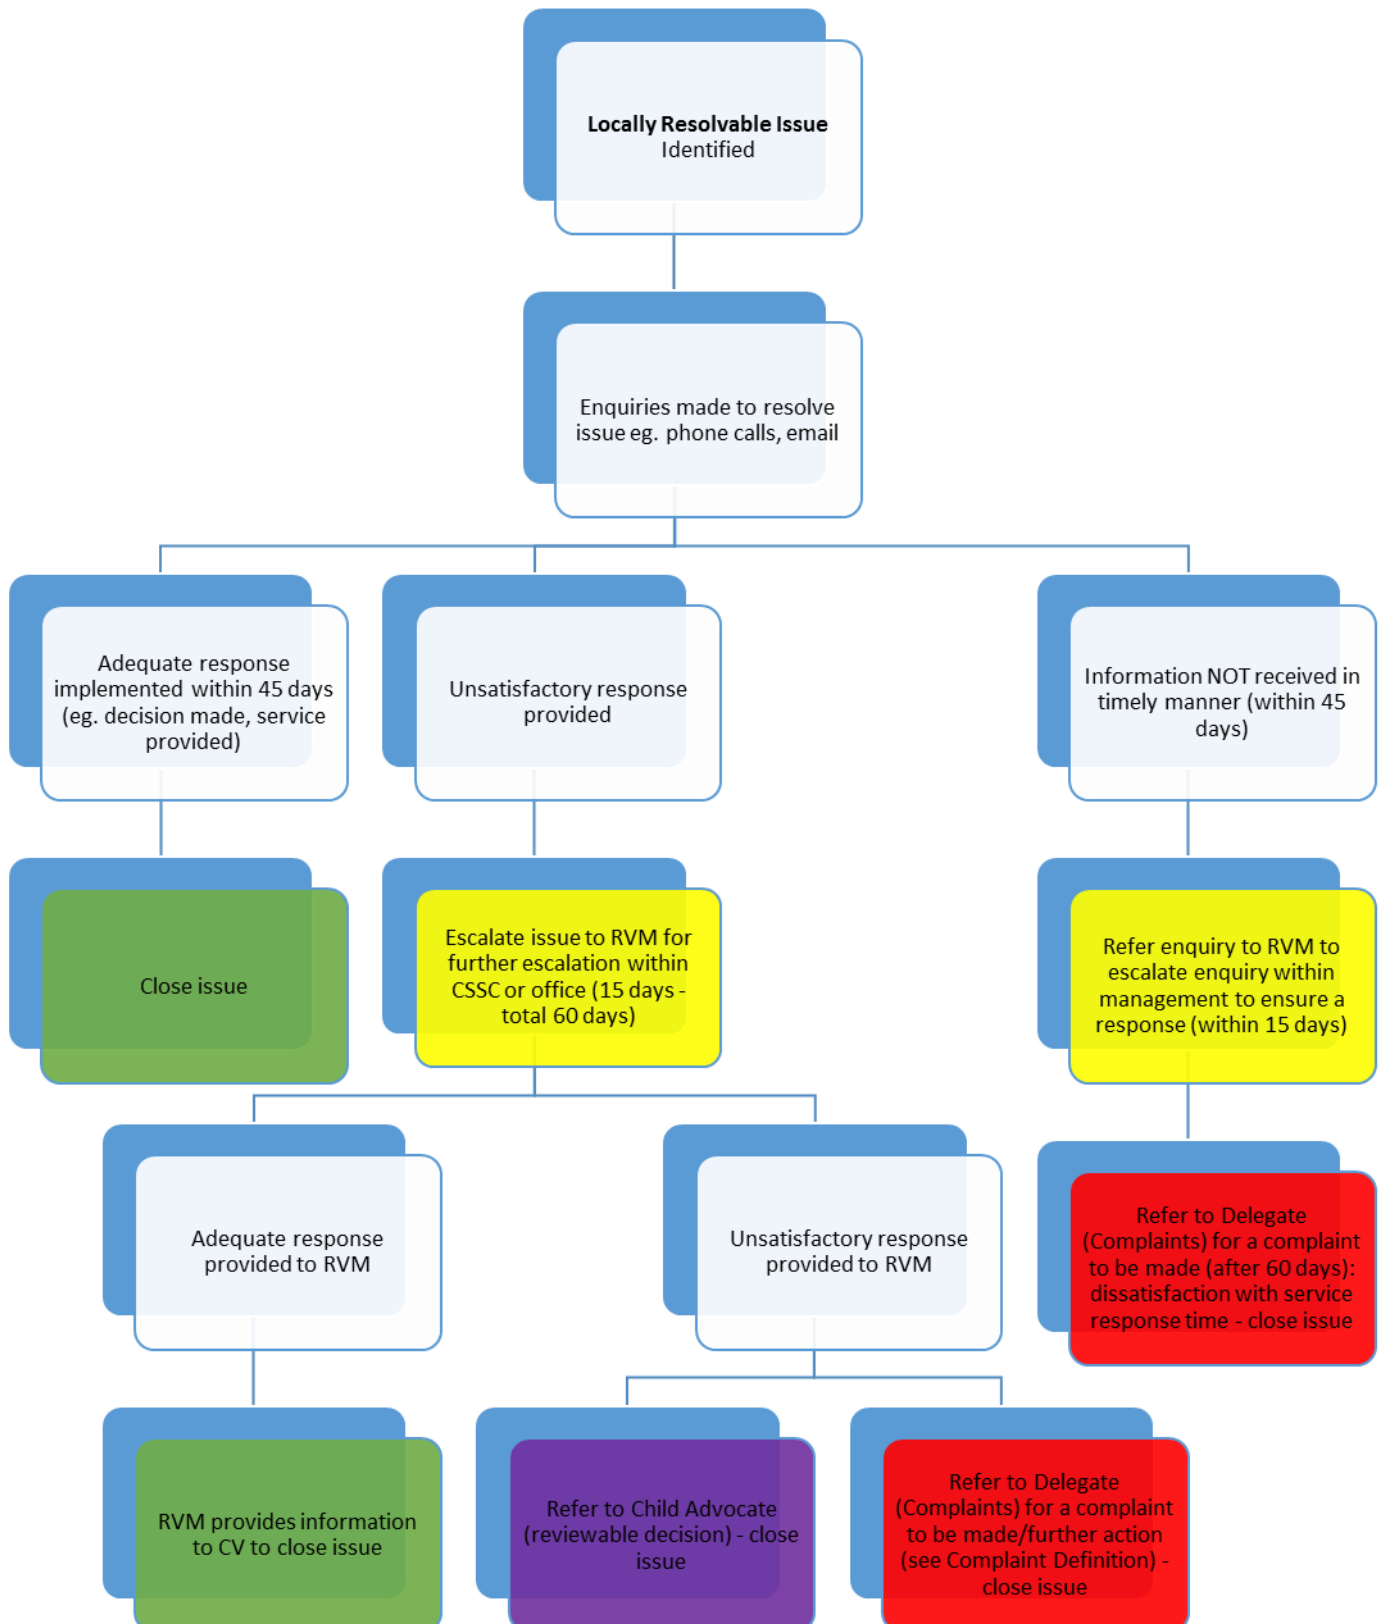 Locally Resolvable Issue
Identified
Enquiries made to resolve
issue eg. phone calls, email
Adequate response
implemented within 45 days
(eg. decision made, service
provided)
Unsatisfactory response
provided
Information NOT received in
timely manner (within 45
days)
Close issue
Escalate issue to RVM for
further escalation within
CSSC or office (15 days -
total 60 days)
Refer enquiry to RVM to
escalate enquiry within
management to ensure a
response (within 15 days)
Adequate response
provided to RVM
Unsatisfactory response
provided to RVM
Refer to Delegate
(Complaints) for a complaint
to be made (after 60 days):
dissatisfaction with service
response time - close issue
RVM provides information
to CV to close issue
Refer to Child Advocate
(reviewable decision) - close
issue
Refer to Delegate
(Complaints) for a complaint
to be made/further action
(see Complaint Definition) -
close issue